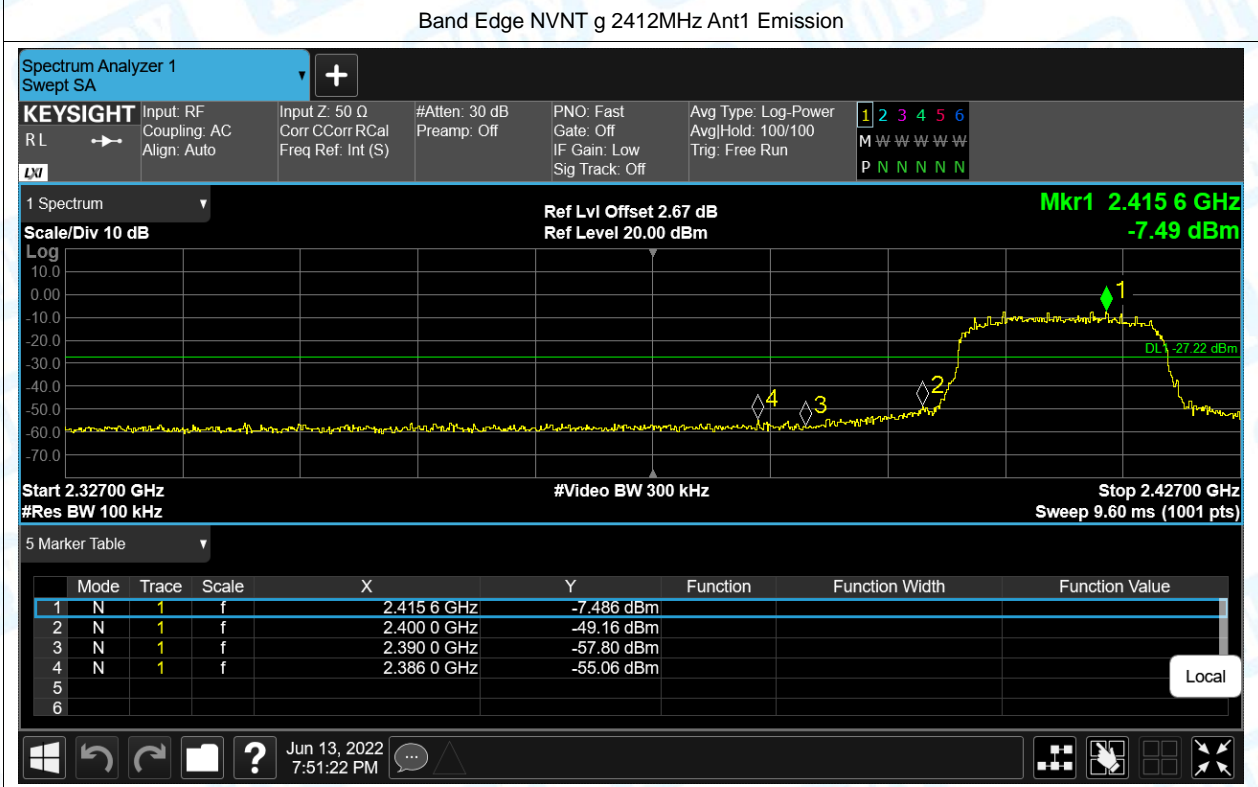 Band Edge NVNT g 2412MHz Ant1 Emission
Spectrum Analyzer 1
Swept SA
KEYSIGHT Input: RF Input Z: 50 Ω #Atten: 30 dB PNO: Fast Avg Type: Log-Power 1 2 3 4 5 6
R L Coupling: AC Corr CCorr RCal Preamp: Off Gate: Off Avg|Hold: 100/100 M W W W W W
Align: Auto Freq Ref: Int (S) IF Gain: Low Trig: Free Run
LXI Sig Track: Off P N N N N N
1 Spectrum Ref Lvl Offset 2.67 dB Mkr1 2.415 6 GHz
Scale/Div 10 dB Ref Level 20.00 dBm -7.49 dBm
Log
10.0
0.00 1
-10.0
-20.0 DL1 -27.22 dBm
-30.0
-40.0 4 3 2
-50.0
-60.0
-70.0
Start 2.32700 GHz #Video BW 300 kHz Stop 2.42700 GHz
#Res BW 100 kHz Sweep 9.60 ms (1001 pts)
5 Marker Table
Mode Trace Scale X Y Function Function Width Function Value
1 N 1 f 2.415 6 GHz -7.486 dBm
2 N 1 f 2.400 0 GHz -49.16 dBm
3 N 1 f 2.390 0 GHz -57.80 dBm
4 N 1 f 2.386 0 GHz -55.06 dBm
5
6
Local
Jun 13, 2022
7:51:22 PM